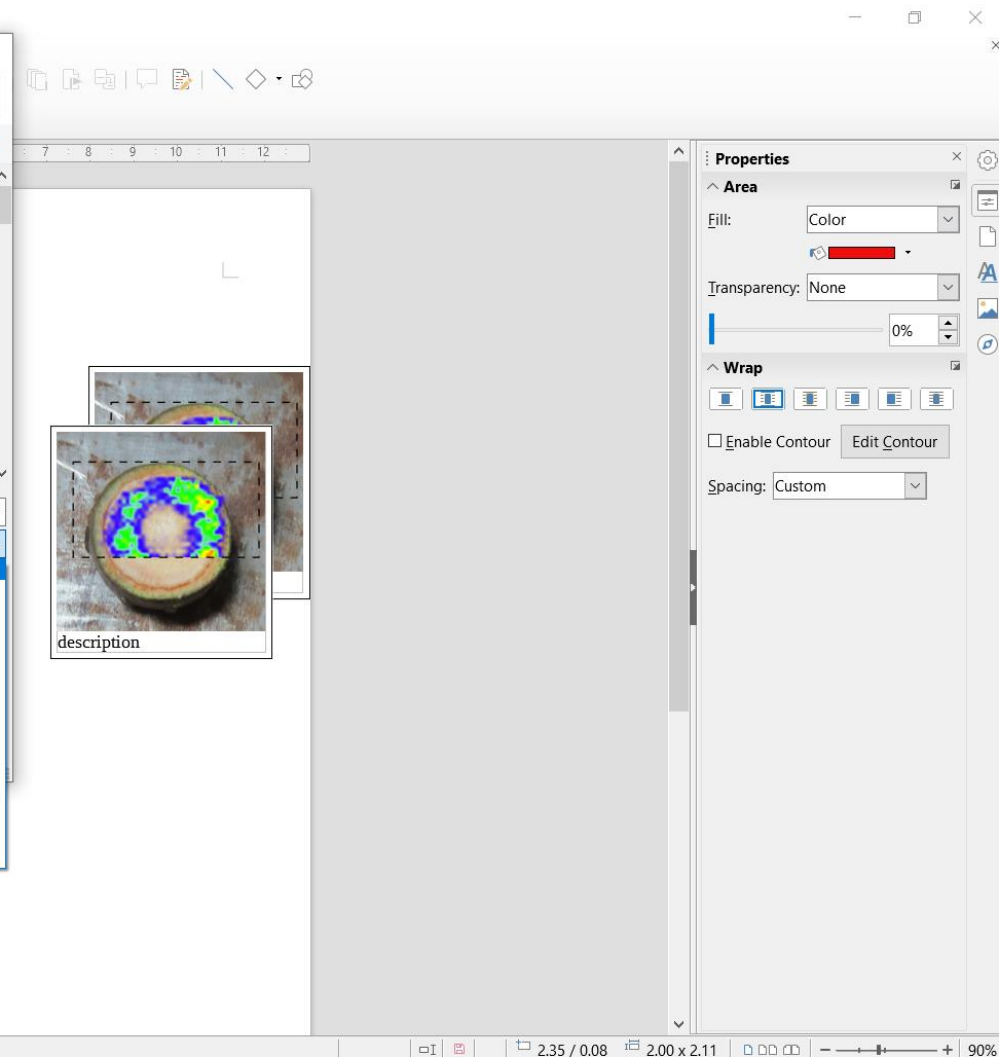 7 8 9 10 11 12
Properties
Area
Fill: Color
Transparency: None
0%
Wrap
Enable Contour Edit Contour
Spacing: Custom
description
2.35 / 0.08 2.00 x 2.11 90%